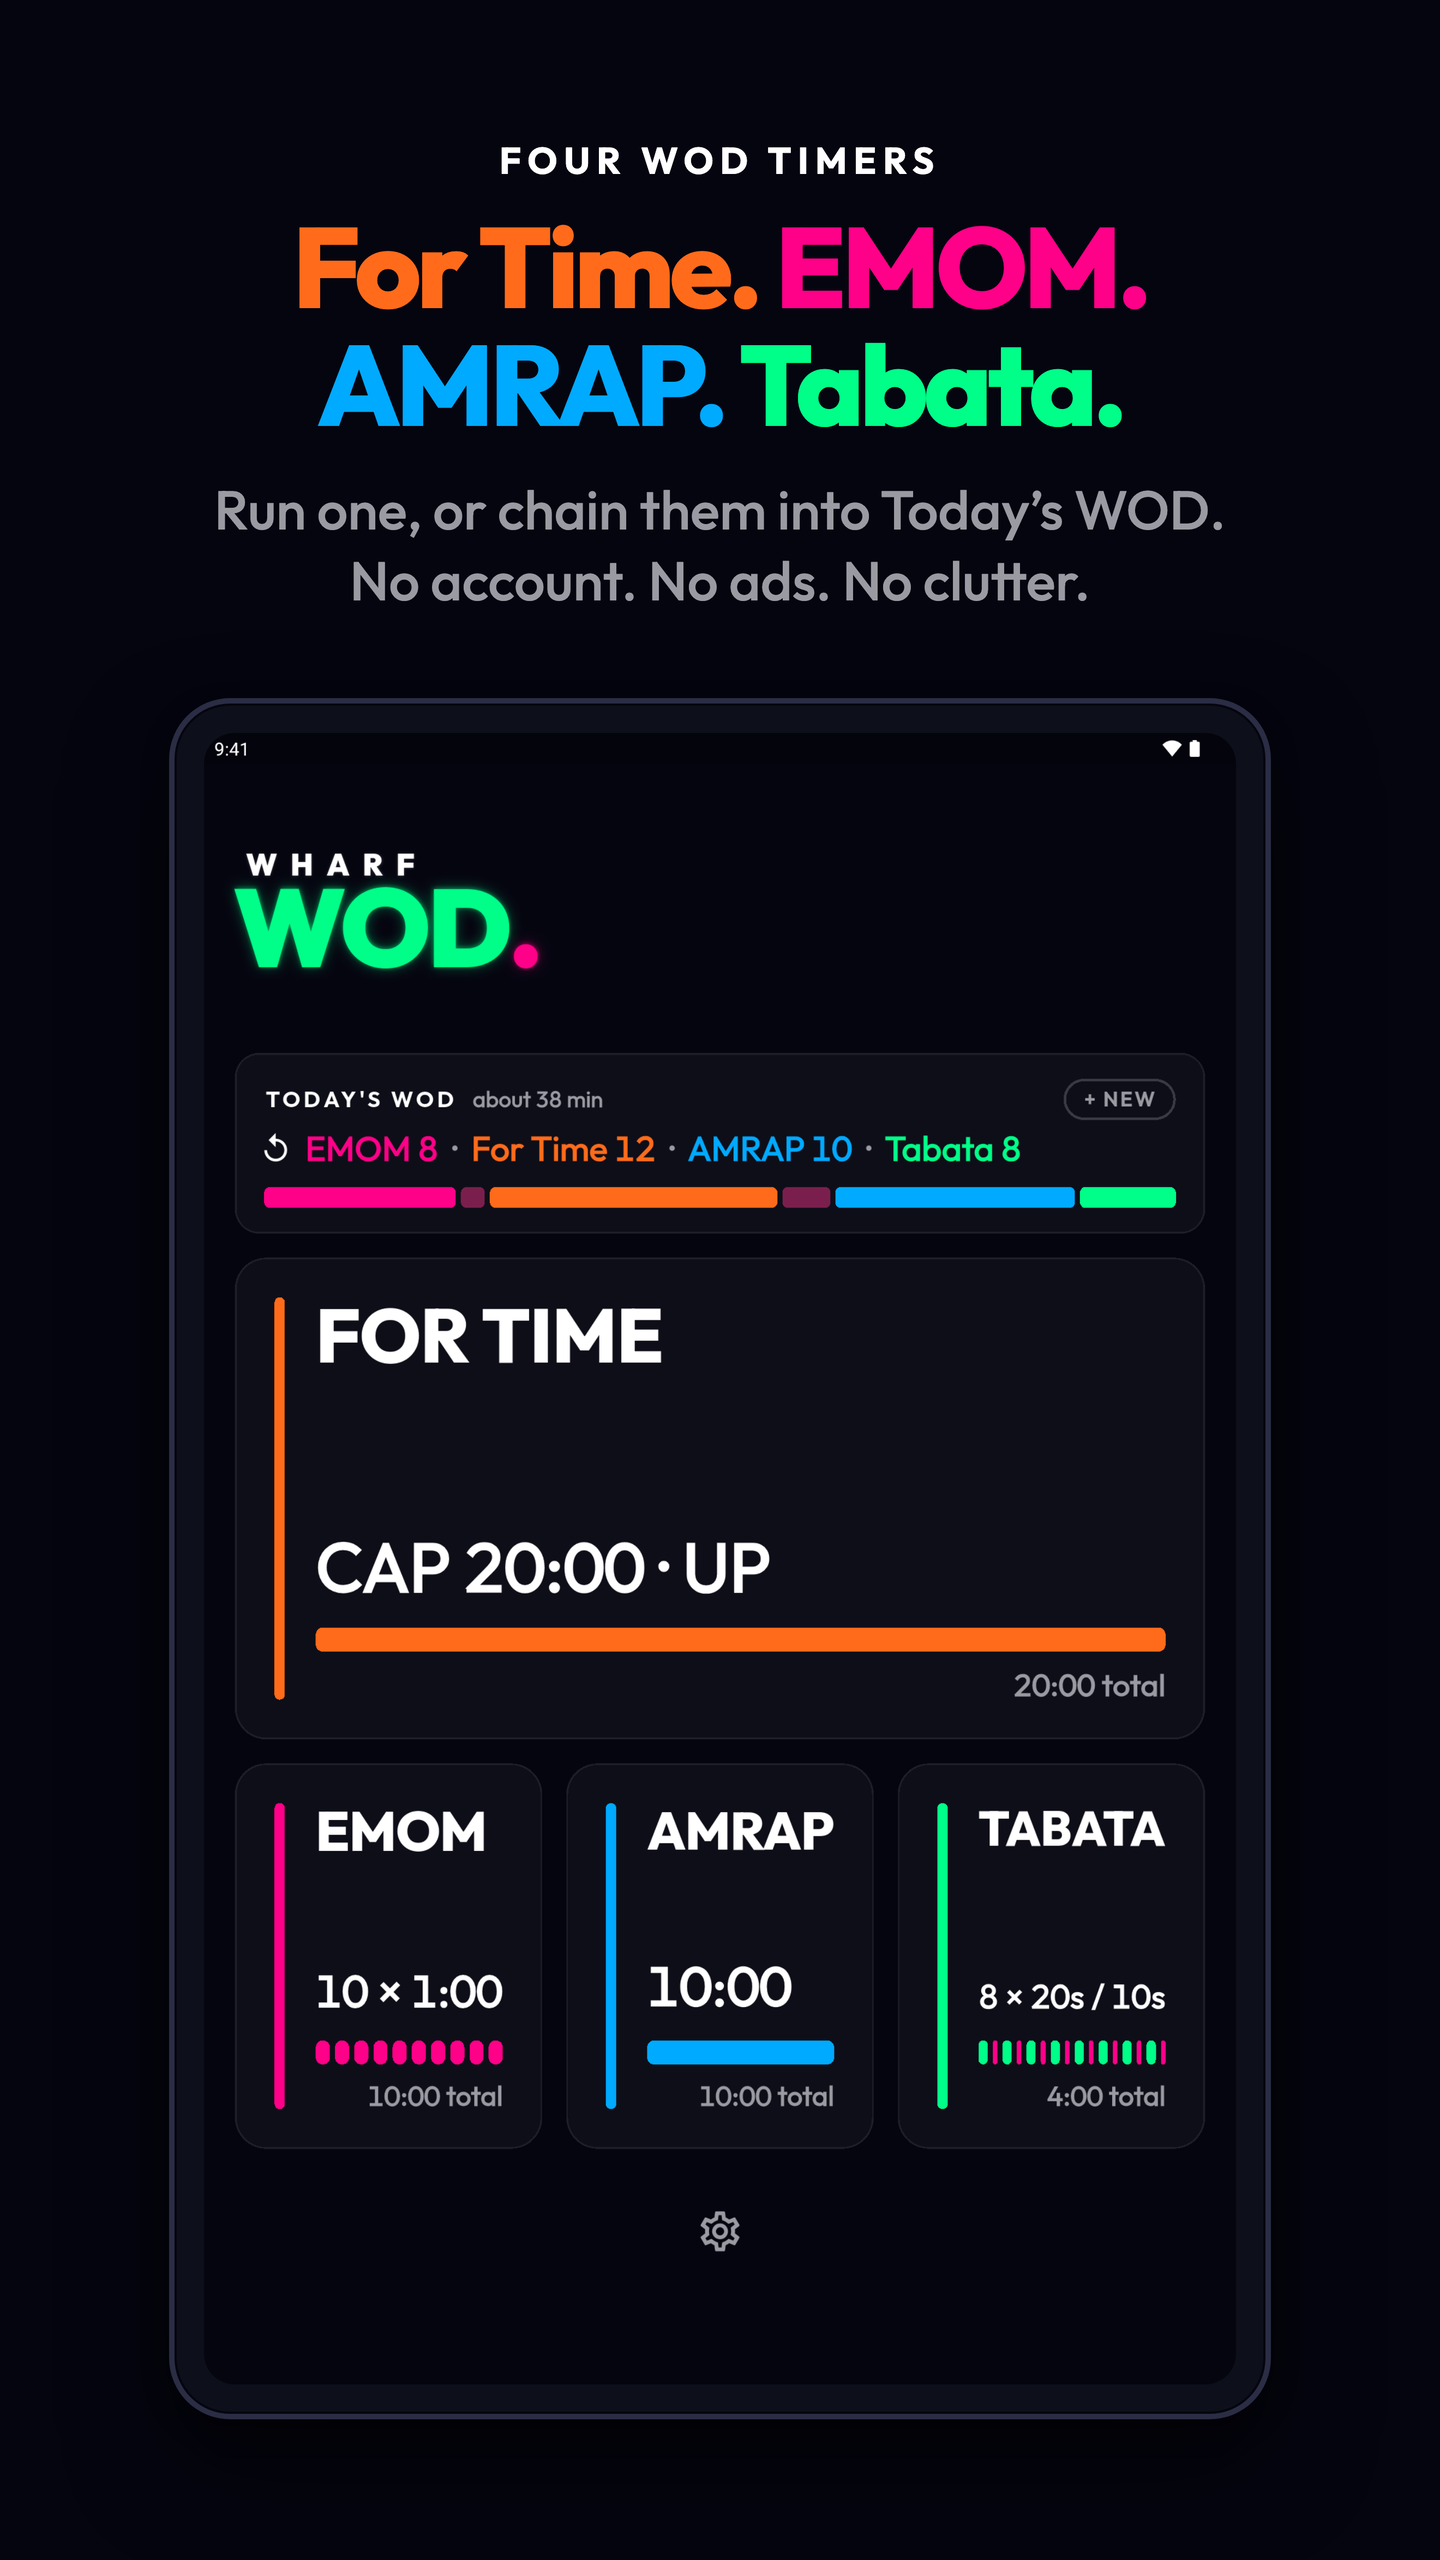 FOUR WOD TIMERS
For Time. EMOM.
AMRAP. Tabata.
Run one, or chain them into Today’s WOD.
No account. No ads. No clutter.
9:41
WHARF
WOD.
TODAY'S WOD about 38 min + NEW
EMOM 8 · For Time 12 · AMRAP 10 · Tabata 8
FOR TIME
CAP 20:00 · UP
20:00 total
EMOM
10 × 1:00
10:00 total
AMRAP
10:00
10:00 total
TABATA
8 × 20s / 10s
4:00 total